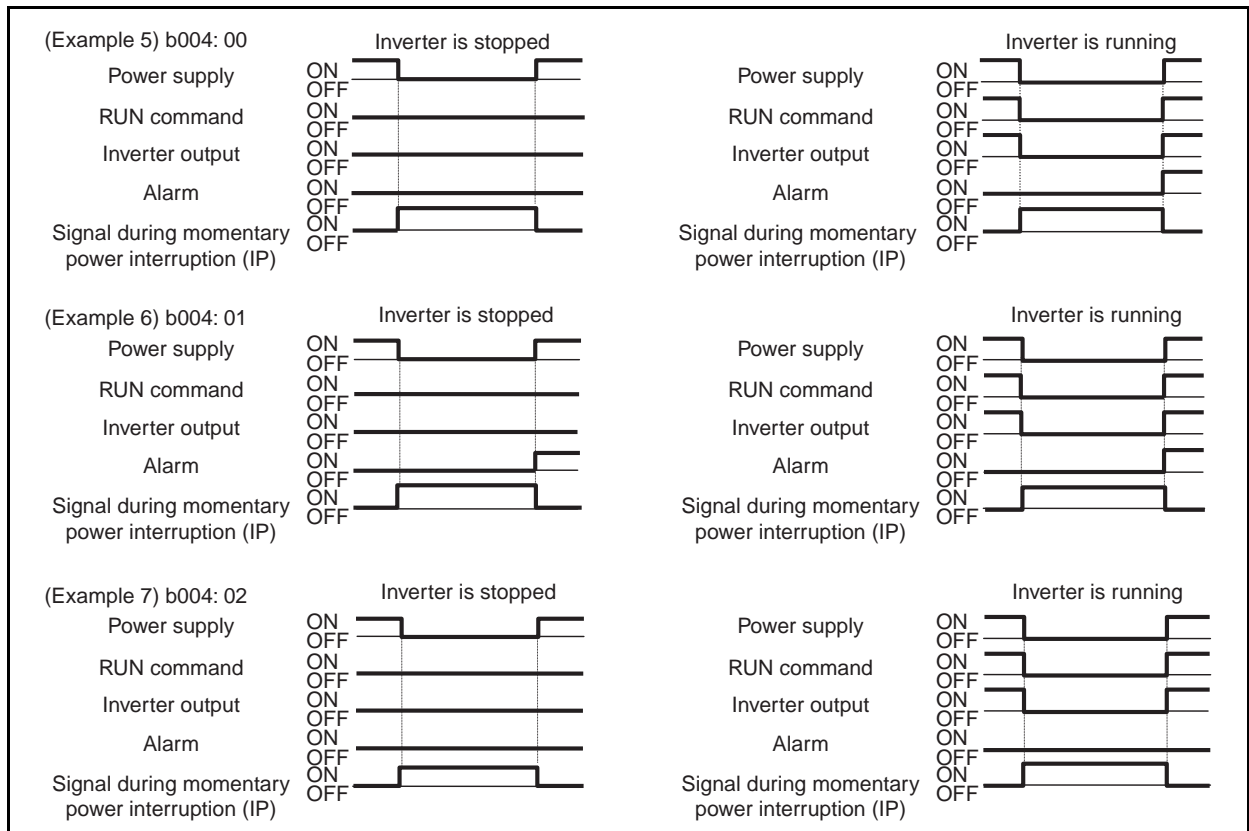 (Example 5) b004: 00
Inverter is stopped
Power supply
ON
OFF
RUN command
ON
OFF
Inverter output
ON
OFF
Alarm
ON
OFF
Signal during momentary
power interruption (IP)
ON
OFF
Inverter is running
Power supply
ON
OFF
RUN command
ON
OFF
Inverter output
ON
OFF
Alarm
ON
OFF
Signal during momentary
power interruption (IP)
ON
OFF
(Example 6) b004: 01
Inverter is stopped
Power supply
ON
OFF
RUN command
ON
OFF
Inverter output
ON
OFF
Alarm
ON
OFF
Signal during momentary
power interruption (IP)
ON
OFF
Inverter is running
Power supply
ON
OFF
RUN command
ON
OFF
Inverter output
ON
OFF
Alarm
ON
OFF
Signal during momentary
power interruption (IP)
ON
OFF
(Example 7) b004: 02
Inverter is stopped
Power supply
ON
OFF
RUN command
ON
OFF
Inverter output
ON
OFF
Alarm
ON
OFF
Signal during momentary
power interruption (IP)
ON
OFF
Inverter is running
Power supply
ON
OFF
RUN command
ON
OFF
Inverter output
ON
OFF
Alarm
ON
OFF
Signal during momentary
power interruption (IP)
ON
OFF